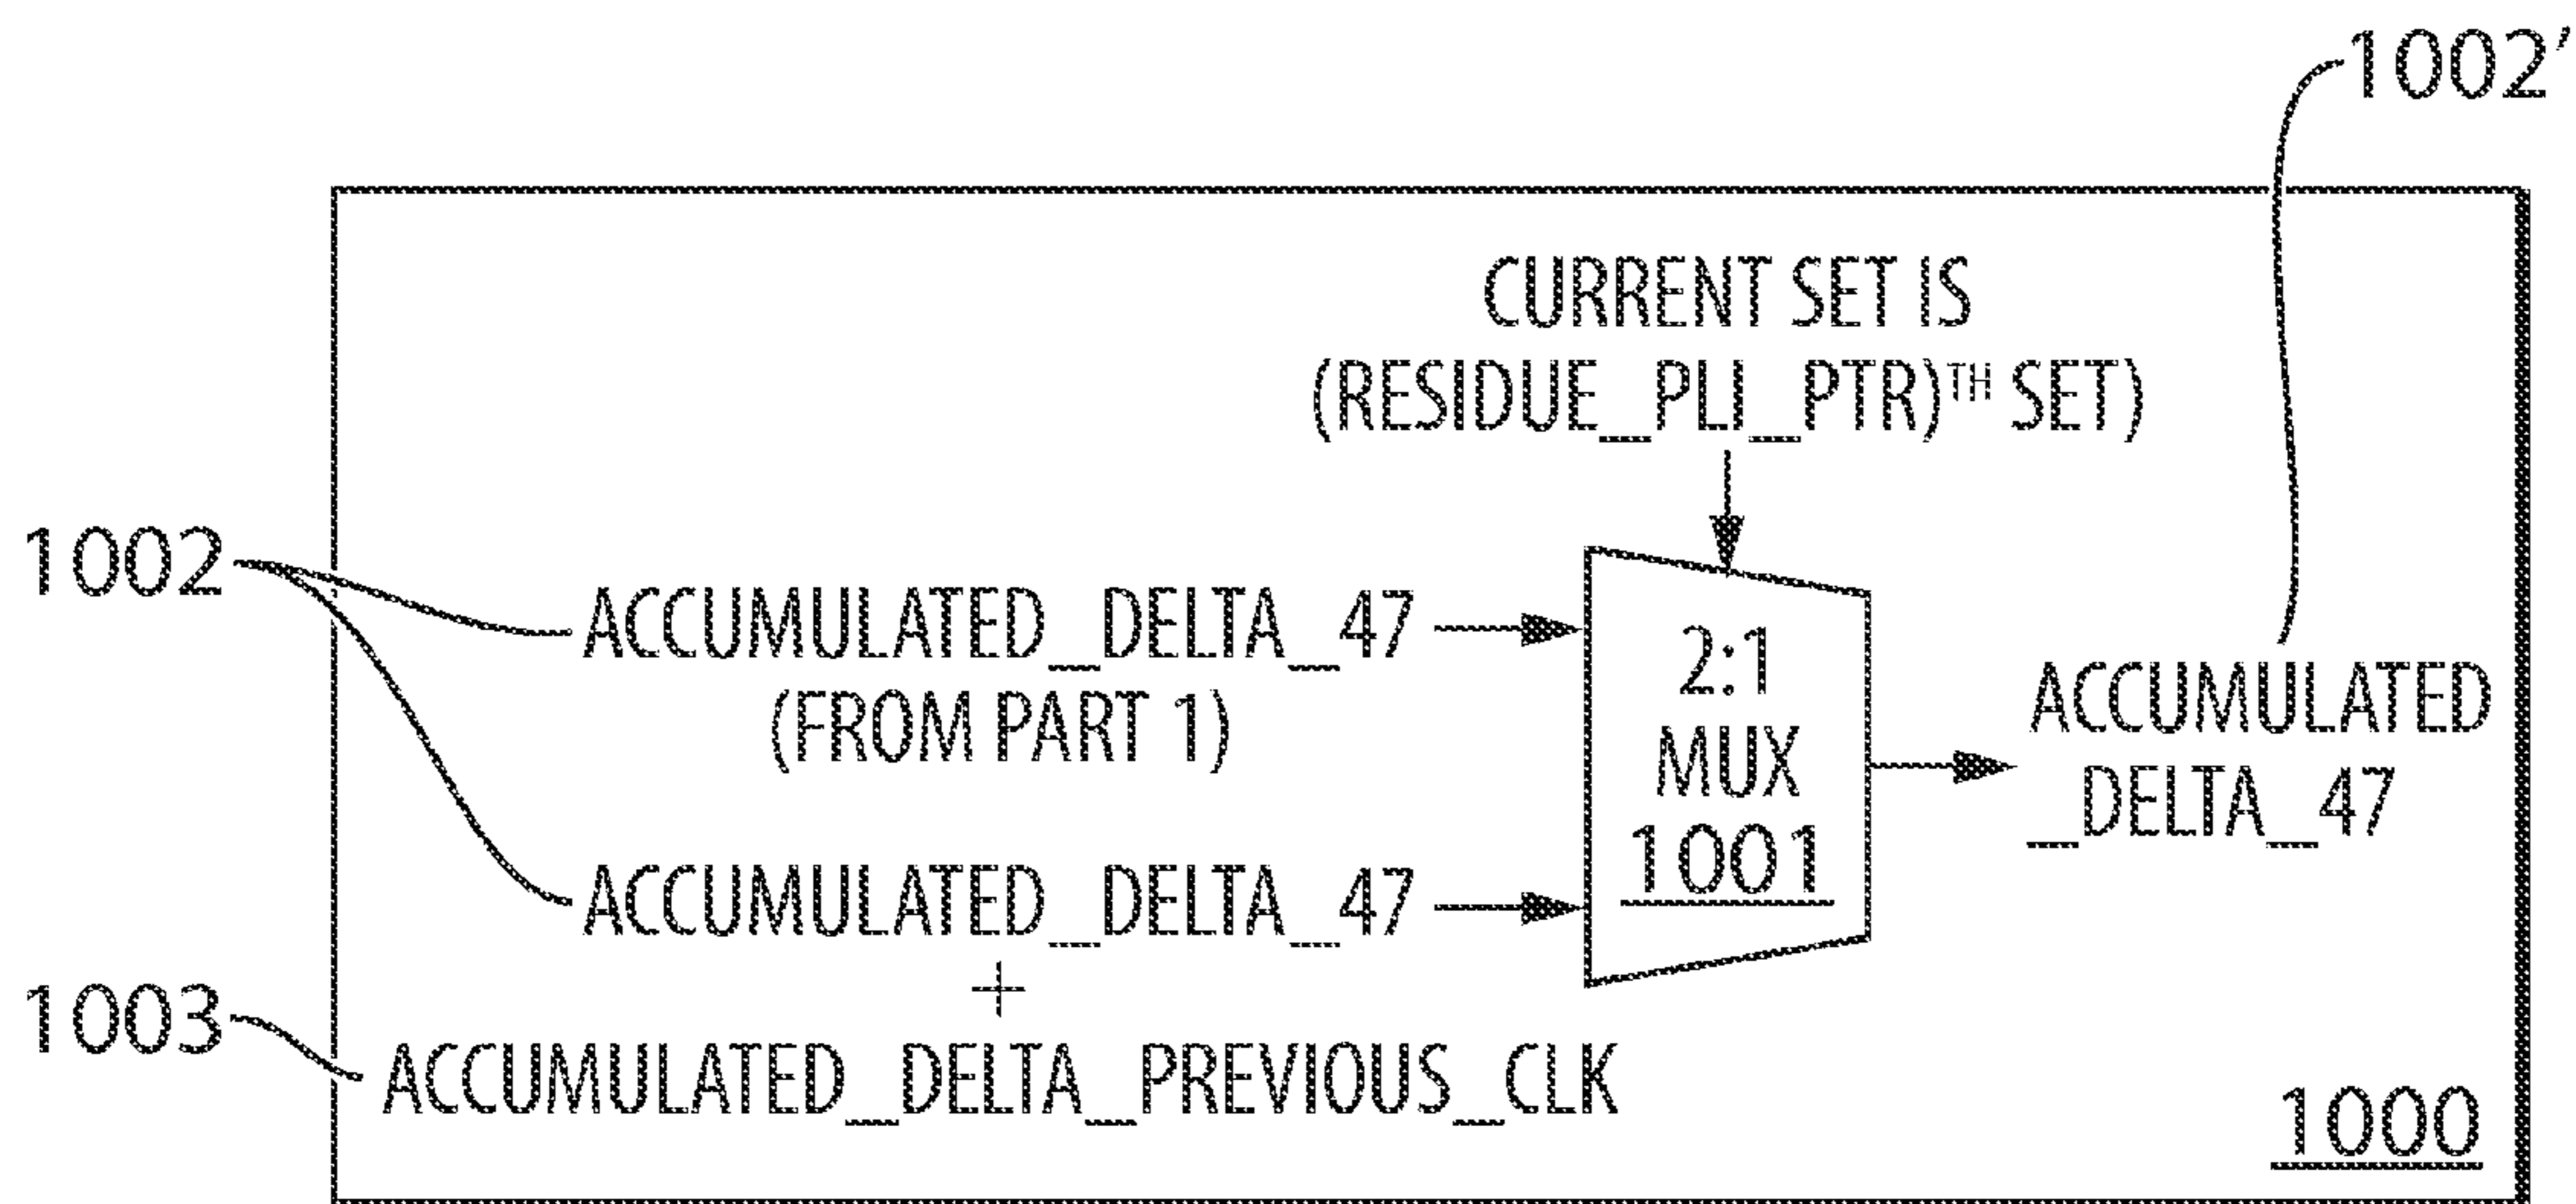 1002'
CURRENT SET IS
(RESIDUE_PLI_PTR)TH SET)
1002
ACCUMULATED_DELTA_47
(FROM PART 1)
2:1
MUX
1001
ACCUMULATED
_DELTA_47
ACCUMULATED_DELTA_47
+
1003
ACCUMULATED_DELTA_PREVIOUS_CLK
1000